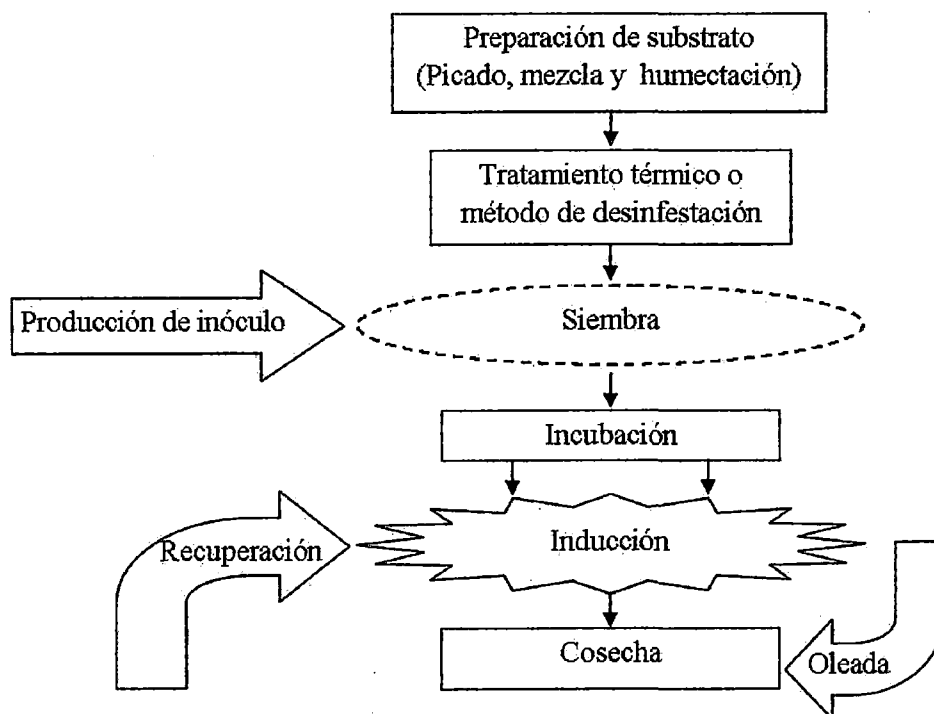 Preparación de substrato
(Picado, mezcla y humectación)
Tratamiento térmico o
método de desinfestación
Producción de inóculo
Siembra
Incubación
Recuperación
Inducción
Cosecha
Oleada